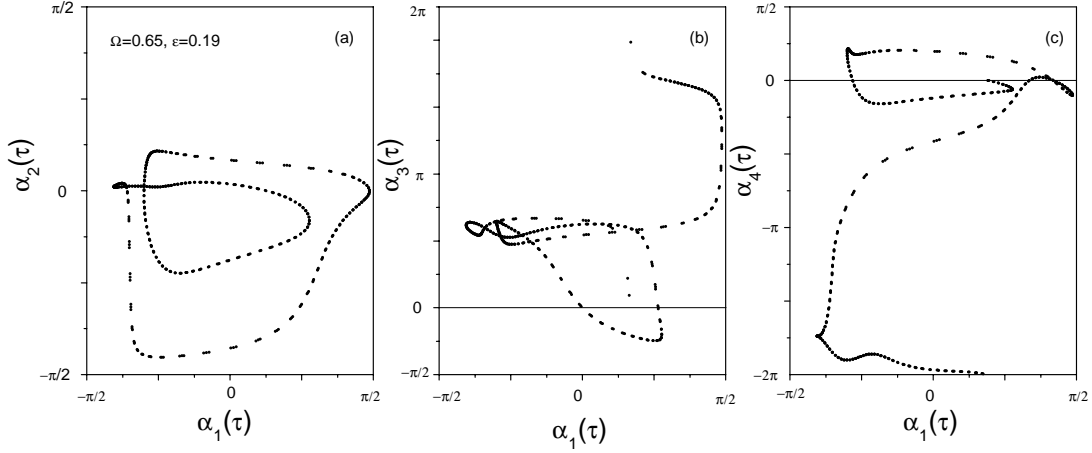 π/2
Ω=0.65, ε=0.19
(a)
α₂(τ)
0
−π/2
−π/2
0
π/2
α₁(τ)
2π
(b)
α₃(τ)
π
0
−π/2
−π/2
0
π/2
α₁(τ)
π/2
(c)
α₄(τ)
0
−π
−2π
−π/2
0
π/2
α₁(τ)